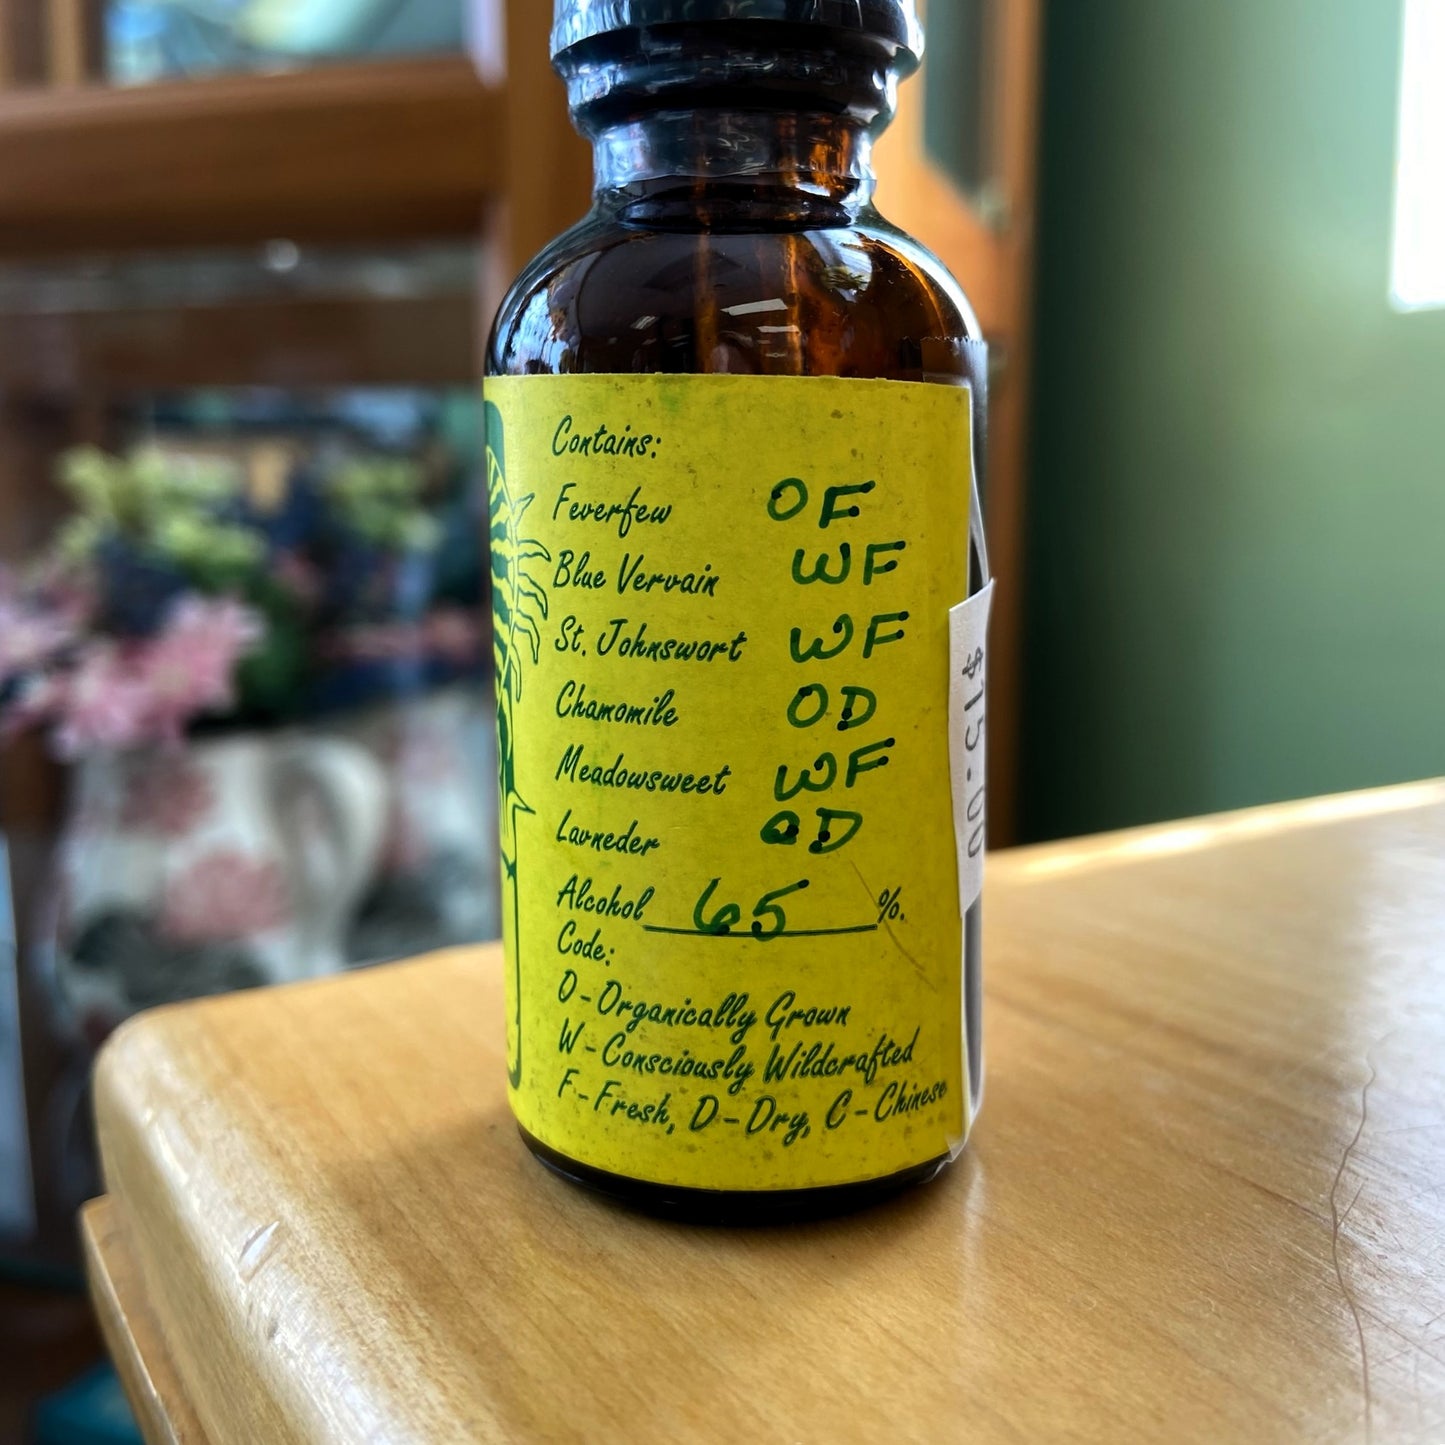 Contains:
Feverfew OF
Blue Vervain WF
St. Johnswort WF
Chamomile OD
Meadowsweet WF
Lavneder OD
Alcohol 65 %.
Code:
O - Organically Grown
W - Consciously Wildcrafted
F - Fresh, D - Dry, C - Chinese
$15.00